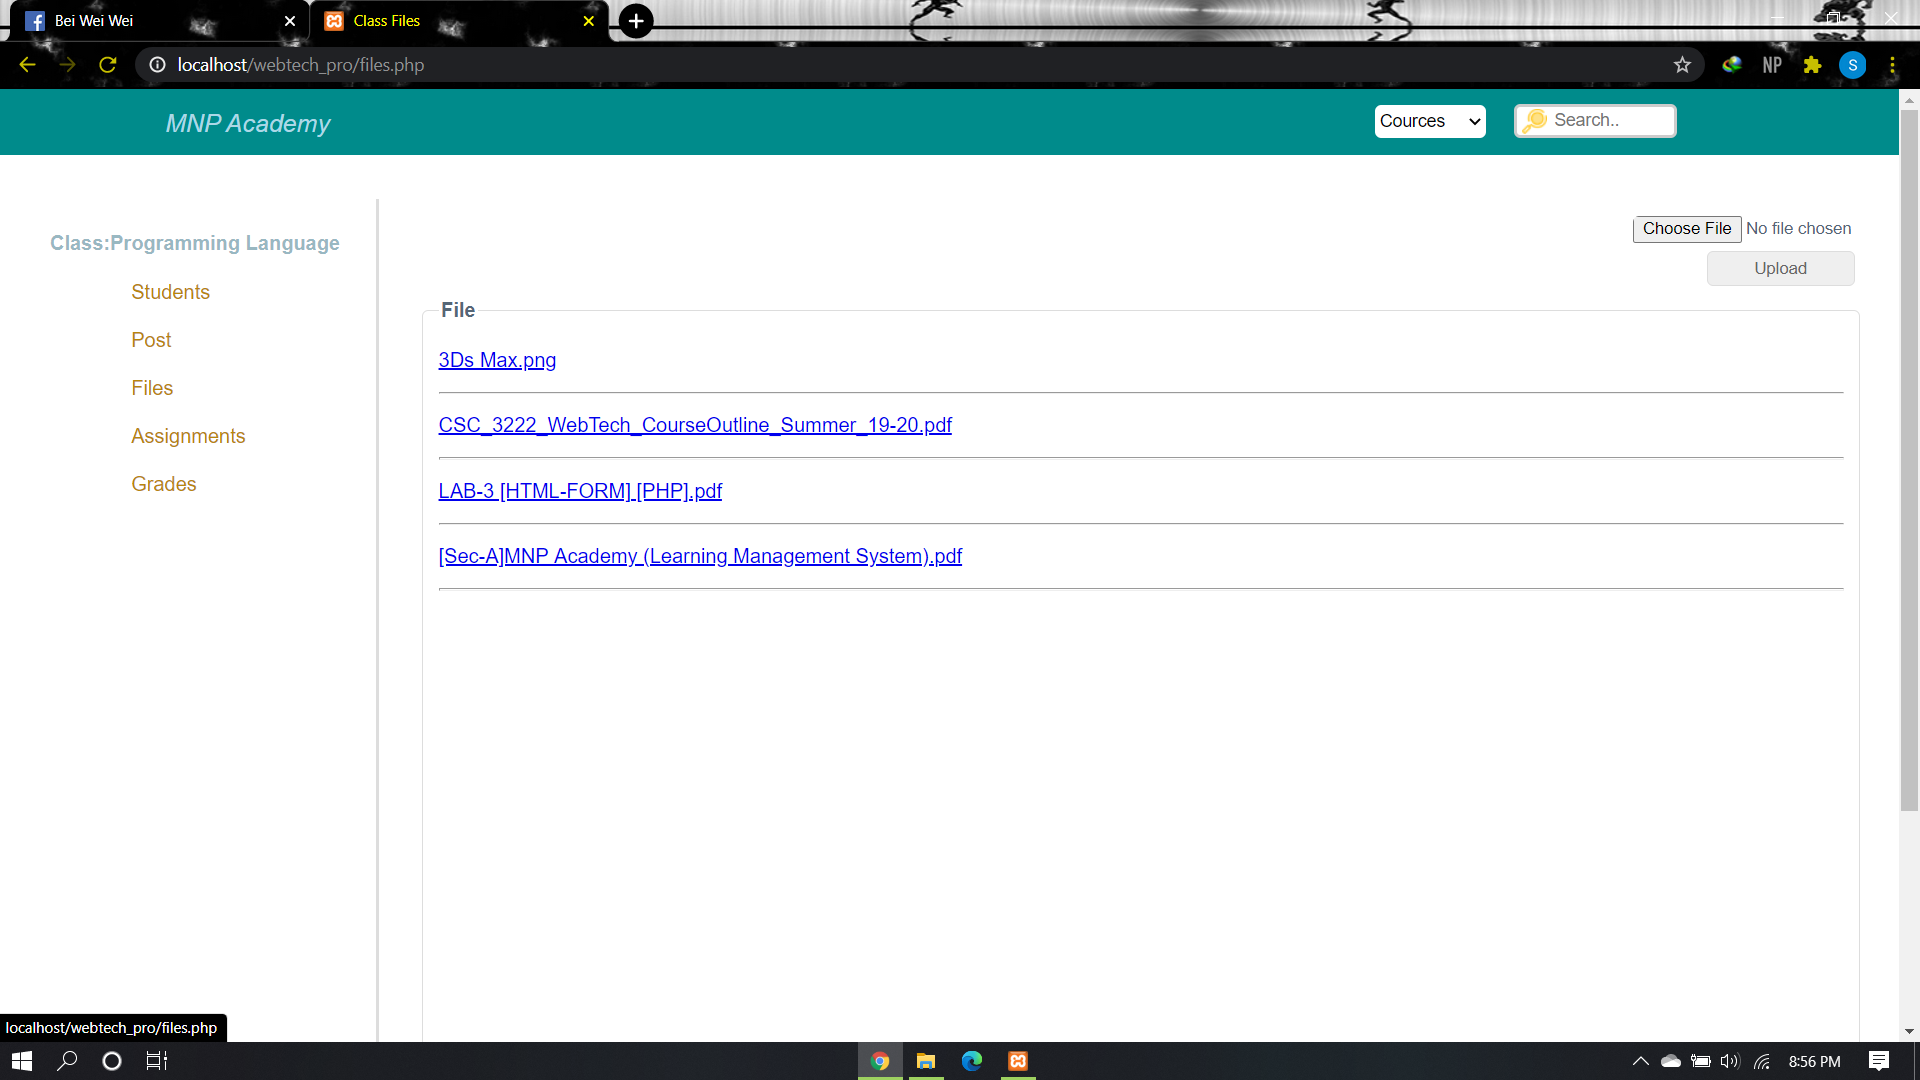 Bei Wei Wei
Class Files
localhost/webtech_pro/files.php
NP
S
MNP Academy
Cources
Search..
Class:Programming Language
Students
Post
Files
Assignments
Grades
Choose File No file chosen
Upload
File
3Ds Max.png
CSC_3222_WebTech_CourseOutline_Summer_19-20.pdf
LAB-3 [HTML-FORM] [PHP].pdf
[Sec-A]MNP Academy (Learning Management System).pdf
localhost/webtech_pro/files.php
8:56 PM